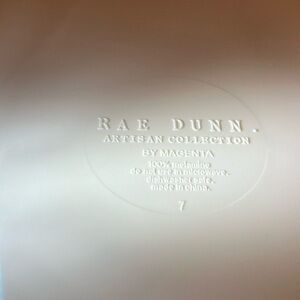 RAE DUNN.
ARTISAN COLLECTION
BY MAGENTA
100% melamine.
do not use in microwave.
dishwasher safe.
made in china.
7